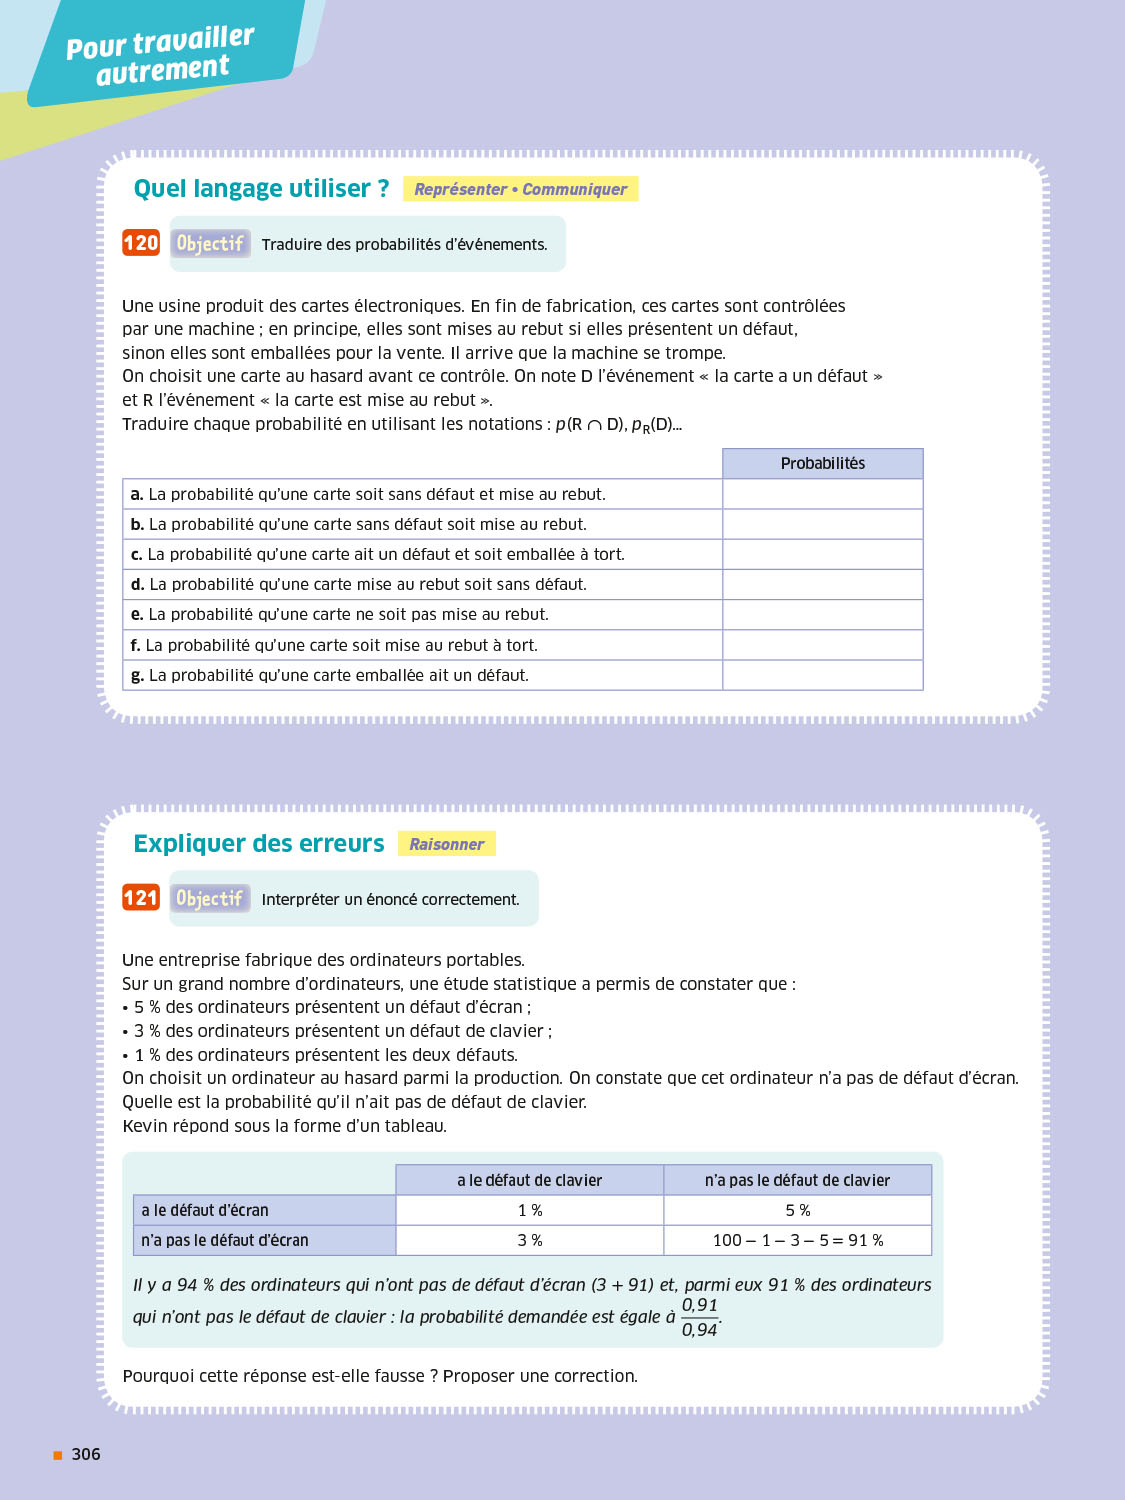 Pour travailler
autrement
Quel langage utiliser ? Représenter • Communiquer
120 Objectif Traduire des probabilités d'événements.
Une usine produit des cartes électroniques. En fin de fabrication, ces cartes sont contrôlées
par une machine ; en principe, elles sont mises au rebut si elles présentent un défaut,
sinon elles sont emballées pour la vente. Il arrive que la machine se trompe.
On choisit une carte au hasard avant ce contrôle. On note D l'événement « la carte a un défaut »
et R l'événement « la carte est mise au rebut ».
Traduire chaque probabilité en utilisant les notations : p(R ∩ D), p_R(D)...
Probabilités
a. La probabilité qu'une carte soit sans défaut et mise au rebut.
b. La probabilité qu'une carte sans défaut soit mise au rebut.
c. La probabilité qu'une carte ait un défaut et soit emballée à tort.
d. La probabilité qu'une carte mise au rebut soit sans défaut.
e. La probabilité qu'une carte ne soit pas mise au rebut.
f. La probabilité qu'une carte soit mise au rebut à tort.
g. La probabilité qu'une carte emballée ait un défaut.
Expliquer des erreurs Raisonner
121 Objectif Interpréter un énoncé correctement.
Une entreprise fabrique des ordinateurs portables.
Sur un grand nombre d'ordinateurs, une étude statistique a permis de constater que :
• 5 % des ordinateurs présentent un défaut d'écran ;
• 3 % des ordinateurs présentent un défaut de clavier ;
• 1 % des ordinateurs présentent les deux défauts.
On choisit un ordinateur au hasard parmi la production. On constate que cet ordinateur n'a pas de défaut d'écran.
Quelle est la probabilité qu'il n'ait pas de défaut de clavier.
Kevin répond sous la forme d'un tableau.
a le défaut de clavier n'a pas le défaut de clavier
a le défaut d'écran 1 % 5 %
n'a pas le défaut d'écran 3 % 100 – 1 – 3 – 5 = 91 %
Il y a 94 % des ordinateurs qui n'ont pas de défaut d'écran (3 + 91) et, parmi eux 91 % des ordinateurs
qui n'ont pas le défaut de clavier : la probabilité demandée est égale à 0,91/0,94.
Pourquoi cette réponse est-elle fausse ? Proposer une correction.
306